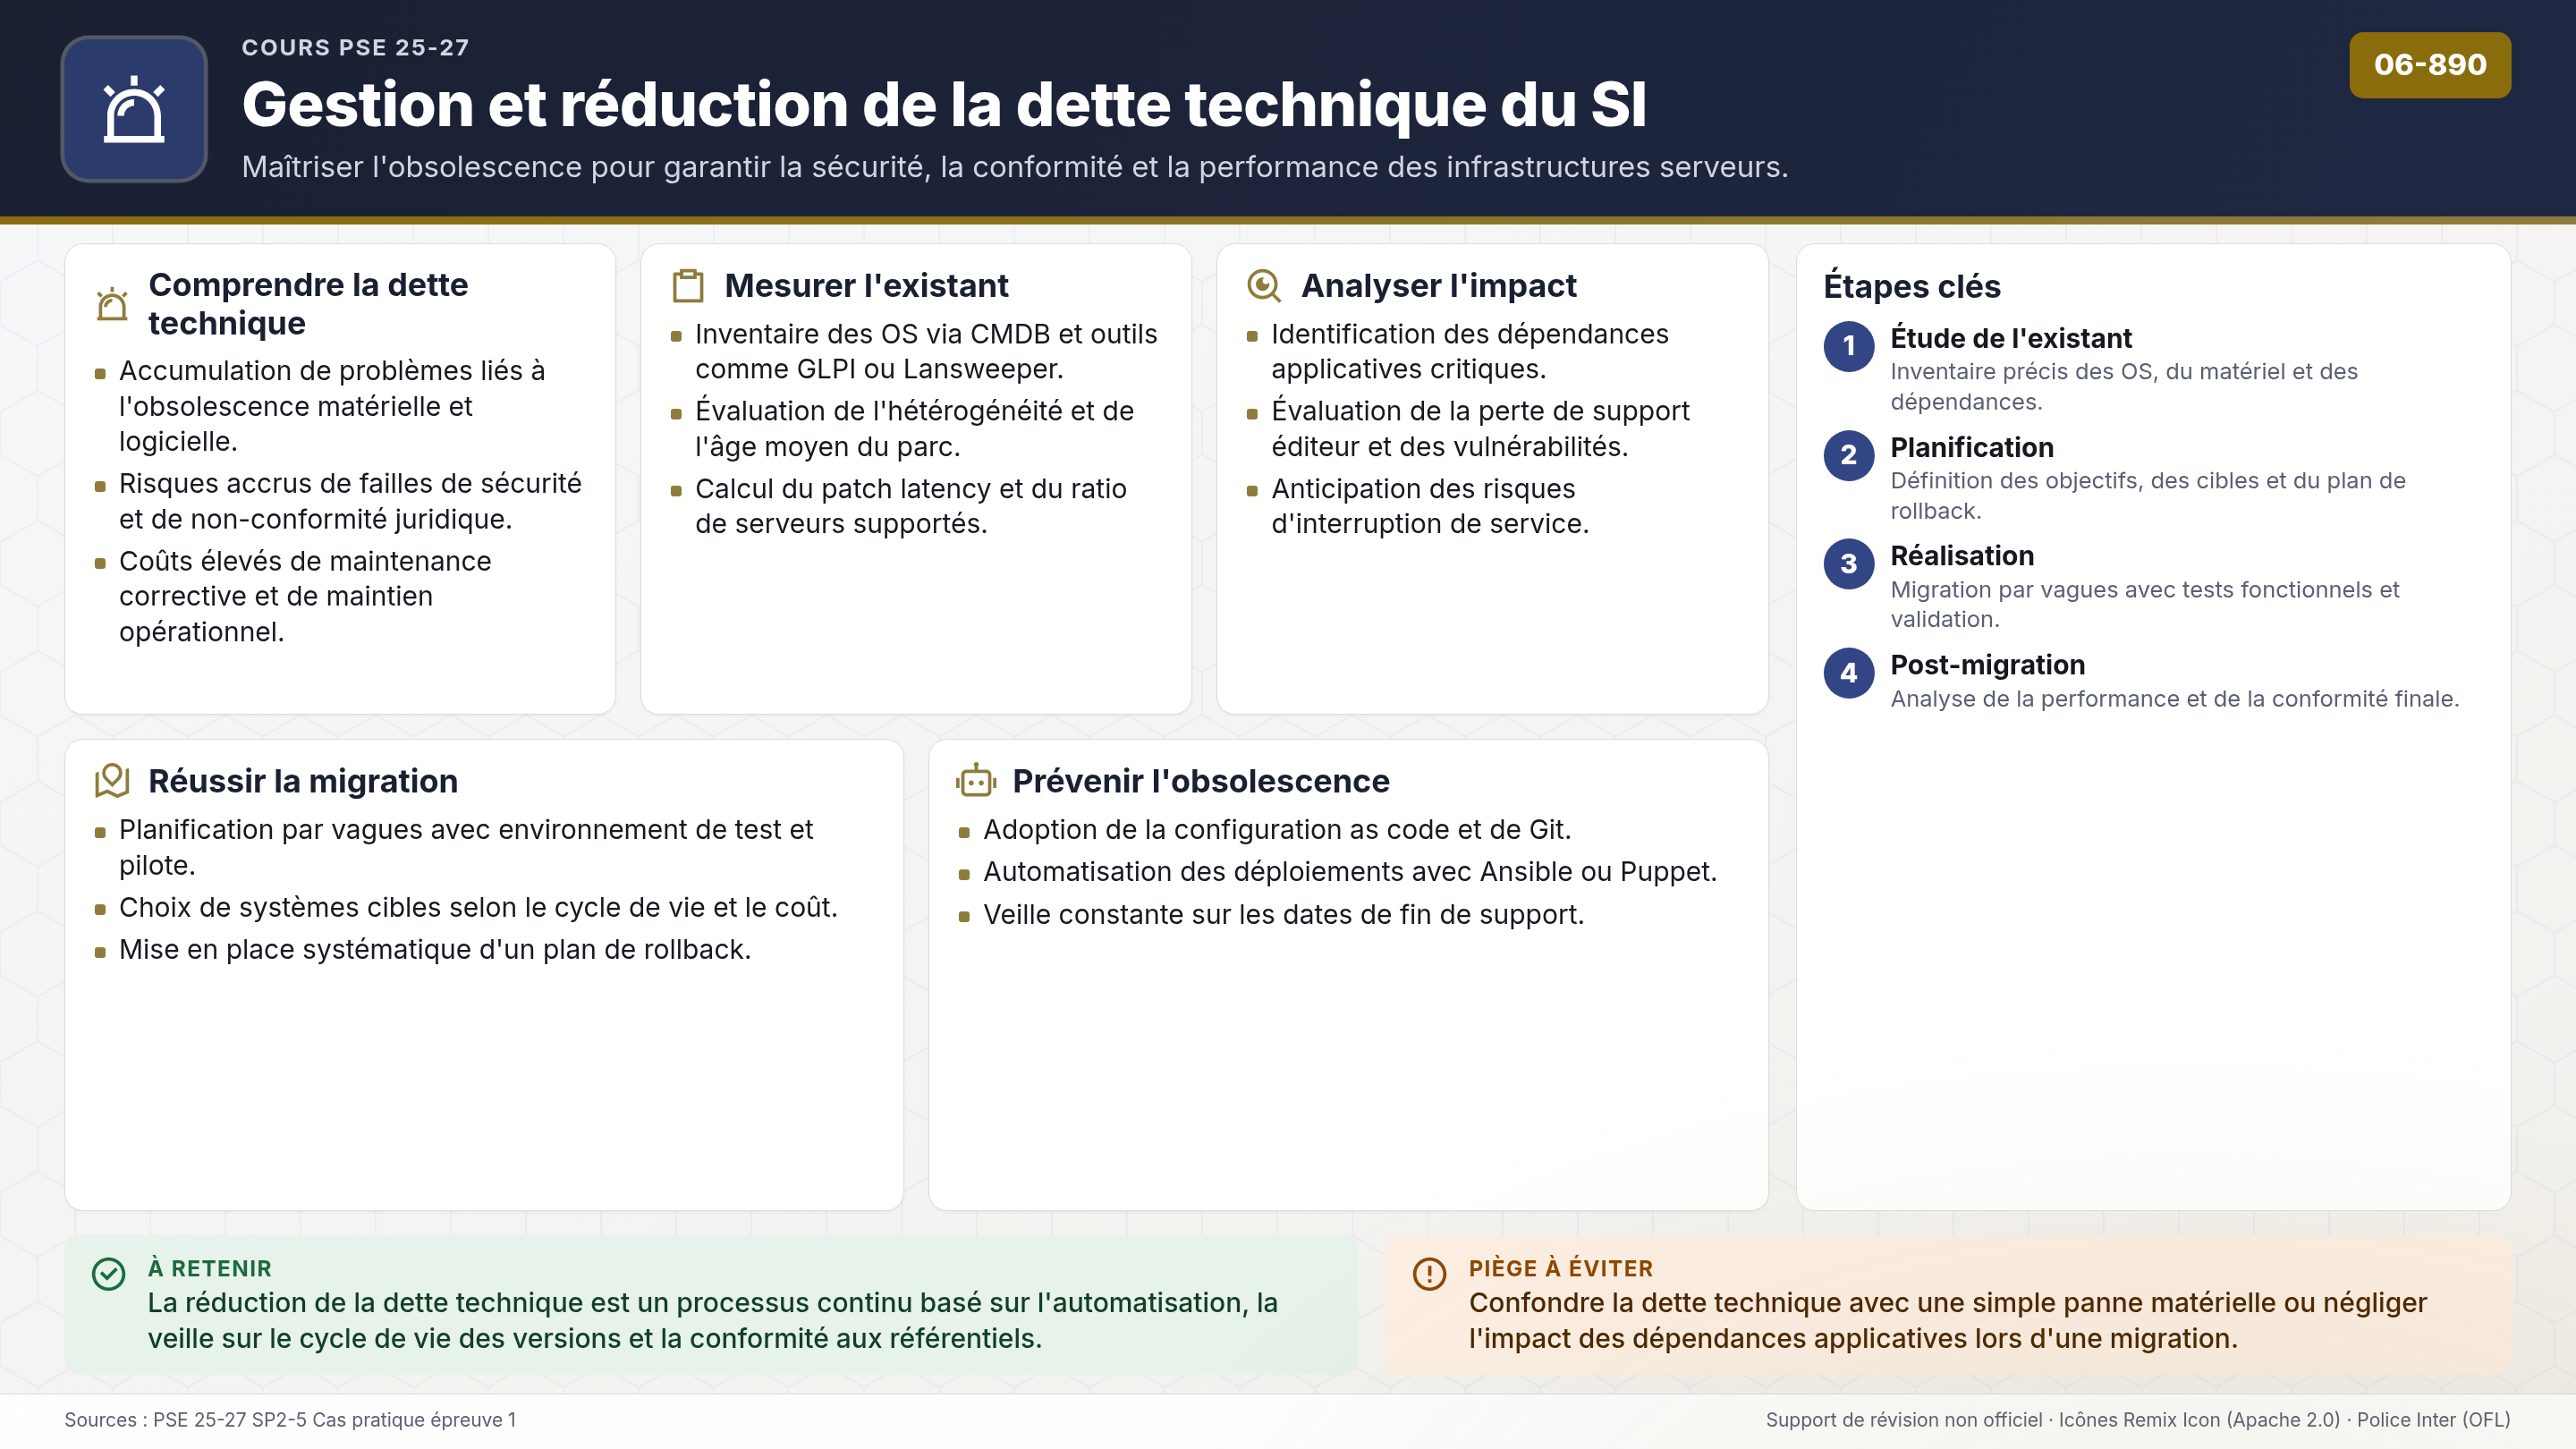 COURS PSE 25-27
Gestion et réduction de la dette technique du SI
Maîtriser l'obsolescence pour garantir la sécurité, la conformité et la performance des infrastructures serveurs.
06-890
Comprendre la dette
technique
Accumulation de problèmes liés à
l'obsolescence matérielle et
logicielle.
Risques accrus de failles de sécurité
et de non-conformité juridique.
Coûts élevés de maintenance
corrective et de maintien
opérationnel.
Mesurer l'existant
Inventaire des OS via CMDB et outils
comme GLPI ou Lansweeper.
Évaluation de l'hétérogénéité et de
l'âge moyen du parc.
Calcul du patch latency et du ratio
de serveurs supportés.
Analyser l'impact
Identification des dépendances
applicatives critiques.
Évaluation de la perte de support
éditeur et des vulnérabilités.
Anticipation des risques
d'interruption de service.
Réussir la migration
Planification par vagues avec environnement de test et
pilote.
Choix de systèmes cibles selon le cycle de vie et le coût.
Mise en place systématique d'un plan de rollback.
Prévenir l'obsolescence
Adoption de la configuration as code et de Git.
Automatisation des déploiements avec Ansible ou Puppet.
Veille constante sur les dates de fin de support.
Étapes clés
1
Étude de l'existant
Inventaire précis des OS, du matériel et des
dépendances.
2
Planification
Définition des objectifs, des cibles et du plan de
rollback.
3
Réalisation
Migration par vagues avec tests fonctionnels et
validation.
4
Post-migration
Analyse de la performance et de la conformité finale.
À RETENIR
La réduction de la dette technique est un processus continu basé sur l'automatisation, la
veille sur le cycle de vie des versions et la conformité aux référentiels.
PIÈGE À ÉVITER
Confondre la dette technique avec une simple panne matérielle ou négliger
l'impact des dépendances applicatives lors d'une migration.
Sources : PSE 25-27 SP2-5 Cas pratique épreuve 1
Support de révision non officiel · Icônes Remix Icon (Apache 2.0) · Police Inter (OFL)